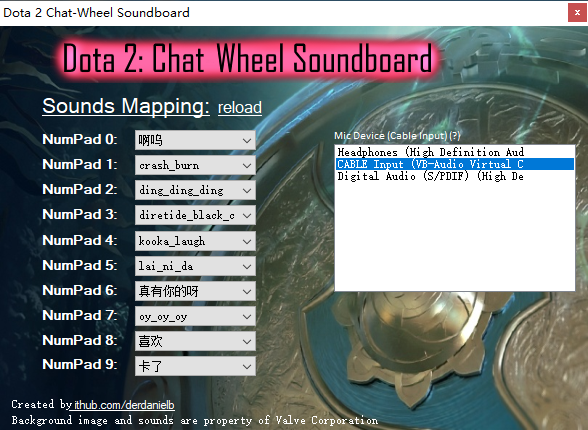 Dota 2 Chat-Wheel Soundboard
x
Dota 2: Chat Wheel Soundboard
Sounds Mapping: reload
Mic Device (Cable Input) (?)
NumPad 0: 啊呜
NumPad 1: crash_burn
NumPad 2: ding_ding_ding
NumPad 3: diretide_black_c
NumPad 4: kooka_laugh
NumPad 5: lai_ni_da
NumPad 6: 真有你的呀
NumPad 7: oy_oy_oy
NumPad 8: 喜欢
NumPad 9: 卡了
Headphones (High Definition Aud
CABLE Input (VB-Audio Virtual C
Digital Audio (S/PDIF) (High De
Created by ithub.com/derdanielb
Background image and sounds are property of Valve Corporation